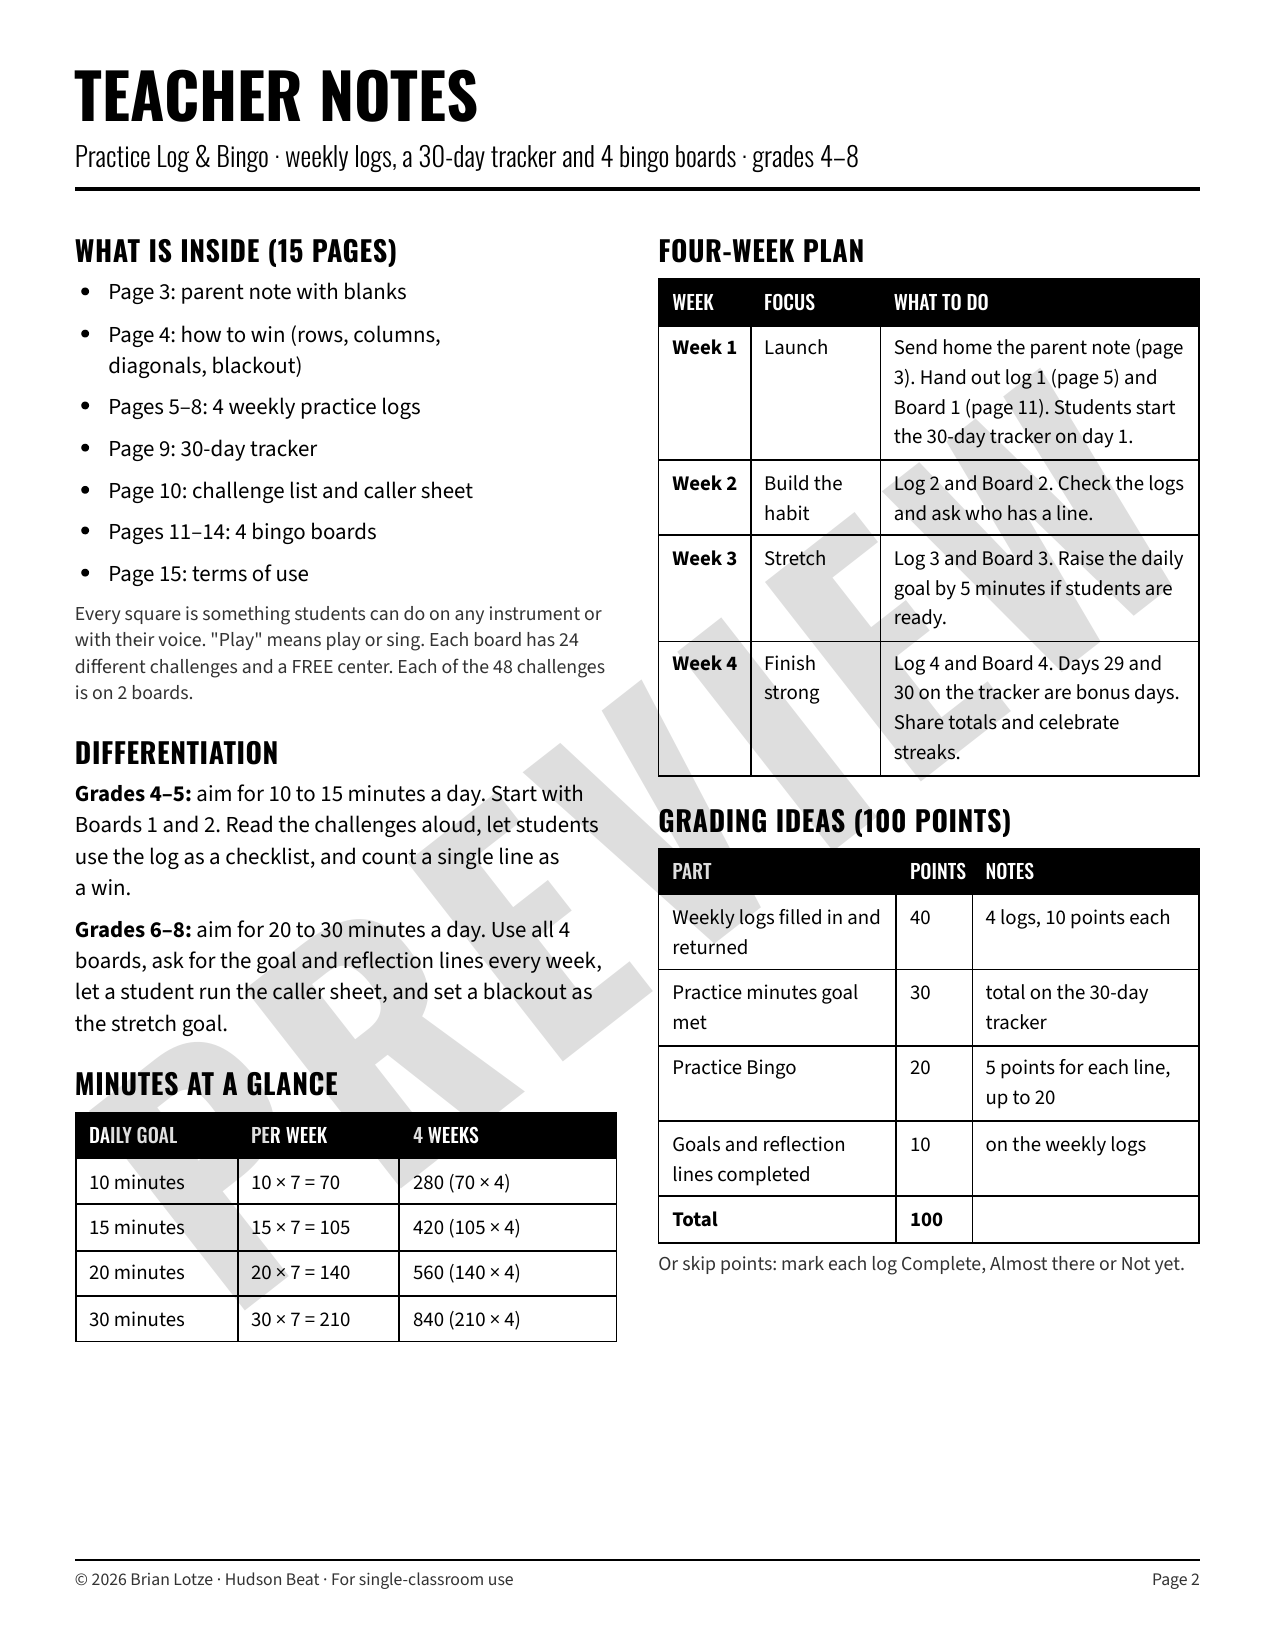 TEACHER NOTES
Practice Log & Bingo · weekly logs, a 30-day tracker and 4 bingo boards · grades 4–8
WHAT IS INSIDE (15 PAGES)
• Page 3: parent note with blanks
• Page 4: how to win (rows, columns,
diagonals, blackout)
• Pages 5–8: 4 weekly practice logs
• Page 9: 30-day tracker
• Page 10: challenge list and caller sheet
• Pages 11–14: 4 bingo boards
• Page 15: terms of use
Every square is something students can do on any instrument or
with their voice. "Play" means play or sing. Each board has 24
different challenges and a FREE center. Each of the 48 challenges
is on 2 boards.
DIFFERENTIATION
Grades 4–5: aim for 10 to 15 minutes a day. Start with
Boards 1 and 2. Read the challenges aloud, let students
use the log as a checklist, and count a single line as
a win.
Grades 6–8: aim for 20 to 30 minutes a day. Use all 4
boards, ask for the goal and reflection lines every week,
let a student run the caller sheet, and set a blackout as
the stretch goal.
MINUTES AT A GLANCE
DAILY GOAL PER WEEK 4 WEEKS
10 minutes 10 × 7 = 70 280 (70 × 4)
15 minutes 15 × 7 = 105 420 (105 × 4)
20 minutes 20 × 7 = 140 560 (140 × 4)
30 minutes 30 × 7 = 210 840 (210 × 4)
FOUR-WEEK PLAN
WEEK FOCUS WHAT TO DO
Week 1 Launch Send home the parent note (page
3). Hand out log 1 (page 5) and
Board 1 (page 11). Students start
the 30-day tracker on day 1.
Week 2 Build the Log 2 and Board 2. Check the logs
habit and ask who has a line.
Week 3 Stretch Log 3 and Board 3. Raise the daily
goal by 5 minutes if students are
ready.
Week 4 Finish Log 4 and Board 4. Days 29 and
strong 30 on the tracker are bonus days.
Share totals and celebrate
streaks.
GRADING IDEAS (100 POINTS)
PART POINTS NOTES
Weekly logs filled in and 40 4 logs, 10 points each
returned
Practice minutes goal 30 total on the 30-day
met tracker
Practice Bingo 20 5 points for each line,
up to 20
Goals and reflection 10 on the weekly logs
lines completed
Total 100
Or skip points: mark each log Complete, Almost there or Not yet.
PREVIEW
© 2026 Brian Lotze · Hudson Beat · For single-classroom use
Page 2